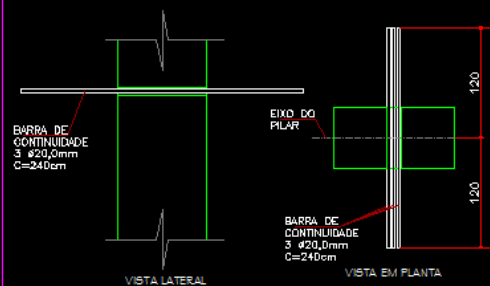 BARRA DE
CONTINUIDADE
3 ø20,0mm
C=240cm
VISTA LATERAL
EIXO DO
PILAR
BARRA DE
CONTINUIDADE
3 ø20,0mm
C=240cm
120
120
VISTA EM PLANTA